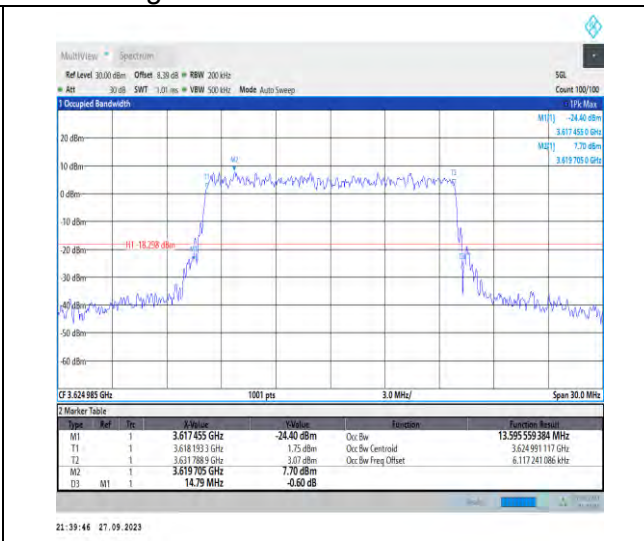 MultiView Spectrum
Ref Level 30.00 dBm Offset 8.39 dB RBW 200 kHz SGL
Att 30 dB SWT 1.01 ms VBW 500 kHz Mode Auto Sweep Count 100/100
1 Occupied Bandwidth 1Pk Max
M1[1] -24.40 dBm
3.617 455 0 GHz
M2[1] 7.70 dBm
3.619 705 0 GHz
20 dBm
10 dBm
M2
T1
T2
0 dBm
-10 dBm
H1 -18.298 dBm
-20 dBm
-30 dBm
-40 dBm
-50 dBm
-60 dBm
CF 3.624 985 GHz 1001 pts 3.0 MHz/ Span 30.0 MHz
2 Marker Table
Type Ref Trc X-Value Y-Value Function Function Result
M1 1 3.617 455 GHz -24.40 dBm Occ Bw 13.595 559 384 MHz
T1 1 3.618 193 3 GHz 1.75 dBm Occ Bw Centroid 3.624 991 117 GHz
T2 1 3.631 788 9 GHz 3.07 dBm Occ Bw Freq Offset 6.117 241 086 kHz
M2 1 3.619 705 GHz 7.70 dBm
D3 M1 1 14.79 MHz -0.60 dB
21:39:46 27.09.2023